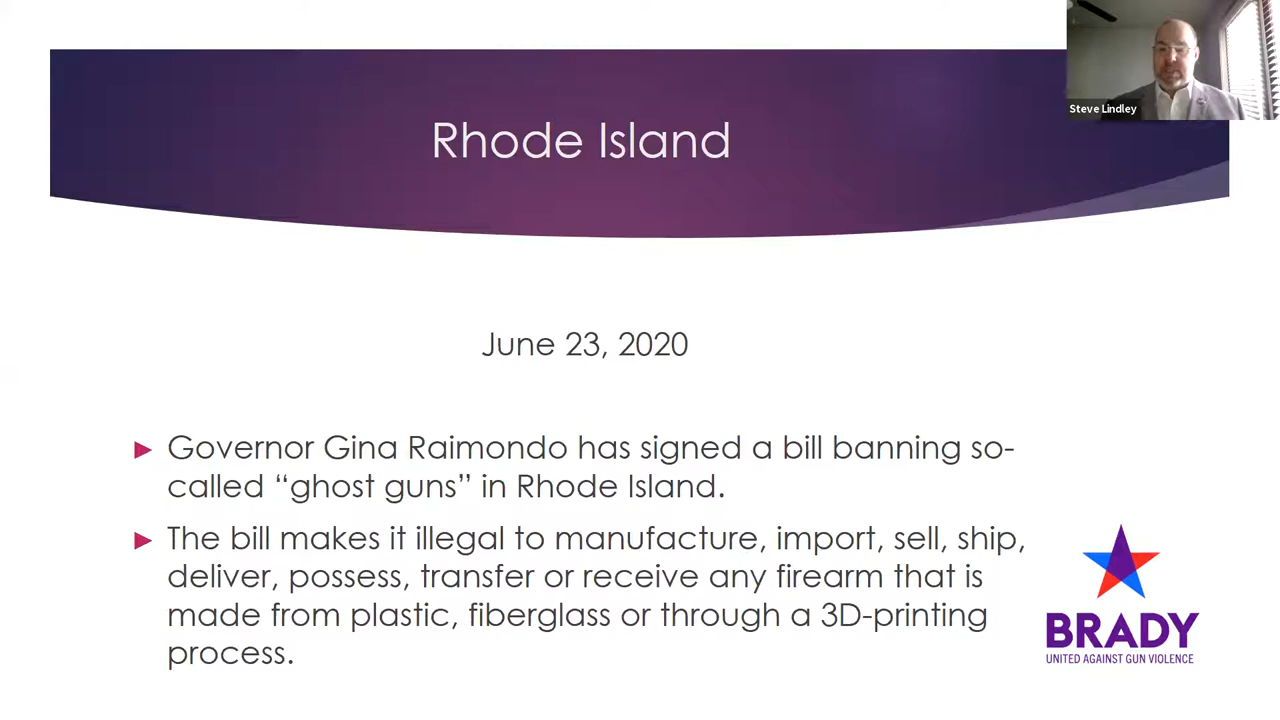 Steve Lindley
Rhode Island
June 23, 2020
► Governor Gina Raimondo has signed a bill banning so-
called “ghost guns” in Rhode Island.
► The bill makes it illegal to manufacture, import, sell, ship,
deliver, possess, transfer or receive any firearm that is
made from plastic, fiberglass or through a 3D-printing
process.
BRADY
UNITED AGAINST GUN VIOLENCE